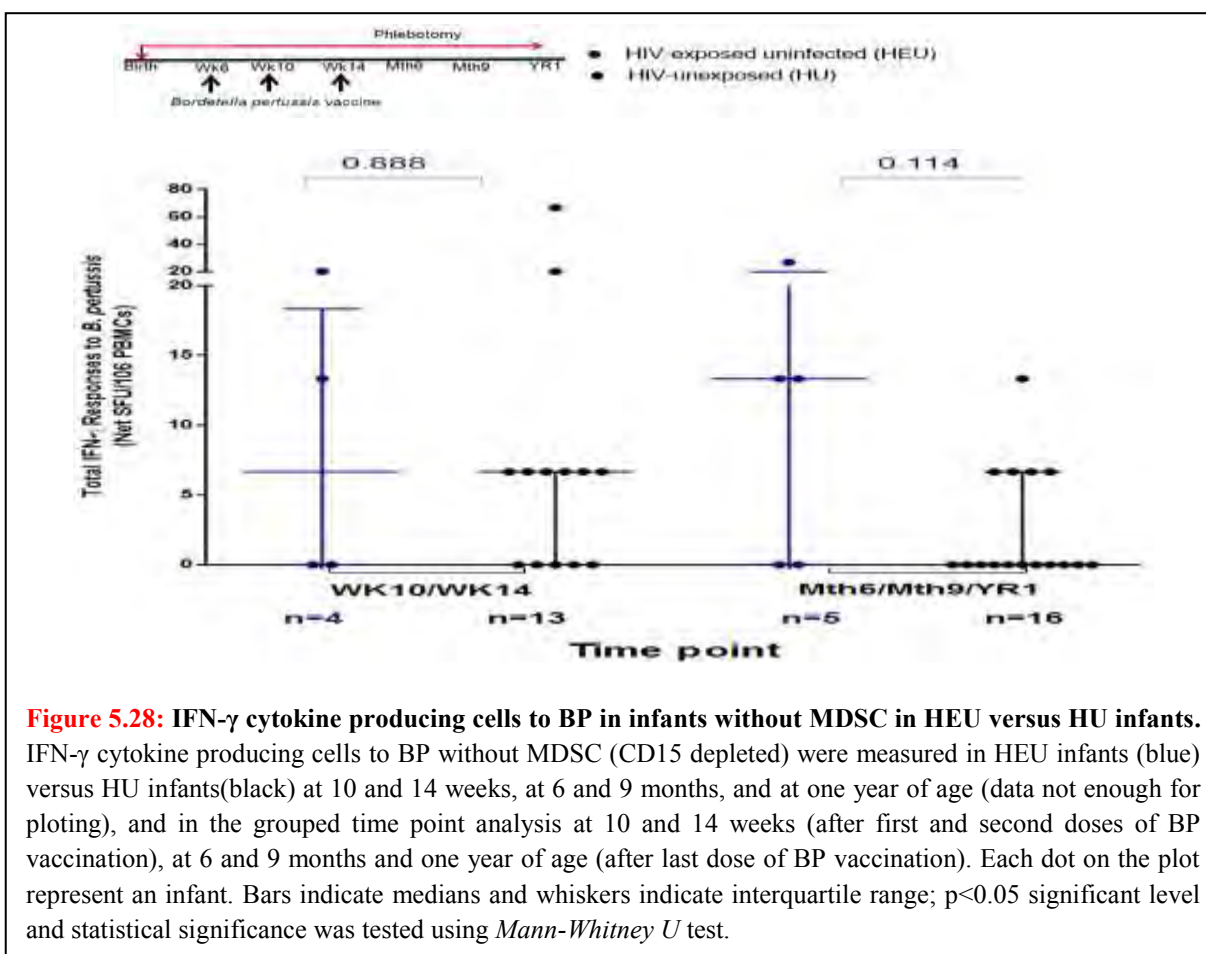 Phlebotomy
Birth Wk6 Wk10 Wk14 Mth6 Mth9 YR1
Bordetella pertussis vaccine
HIV-exposed uninfected (HEU)
HIV-unexposed (HU)
0.888 0.114
80
60
40
20
20
15
10
5
0
Total IFN-γ Responses to B. pertussis
(Net SFU/106 PBMCs)
WK10/WK14 Mth6/Mth9/YR1
n=4 n=13 n=5 n=16
Time point
Figure 5.28: IFN-γ cytokine producing cells to BP in infants without MDSC in HEU versus HU infants.
IFN-γ cytokine producing cells to BP without MDSC (CD15 depleted) were measured in HEU infants (blue)
versus HU infants(black) at 10 and 14 weeks, at 6 and 9 months, and at one year of age (data not enough for
ploting), and in the grouped time point analysis at 10 and 14 weeks (after first and second doses of BP
vaccination), at 6 and 9 months and one year of age (after last dose of BP vaccination). Each dot on the plot
represent an infant. Bars indicate medians and whiskers indicate interquartile range; p<0.05 significant level
and statistical significance was tested using Mann-Whitney U test.